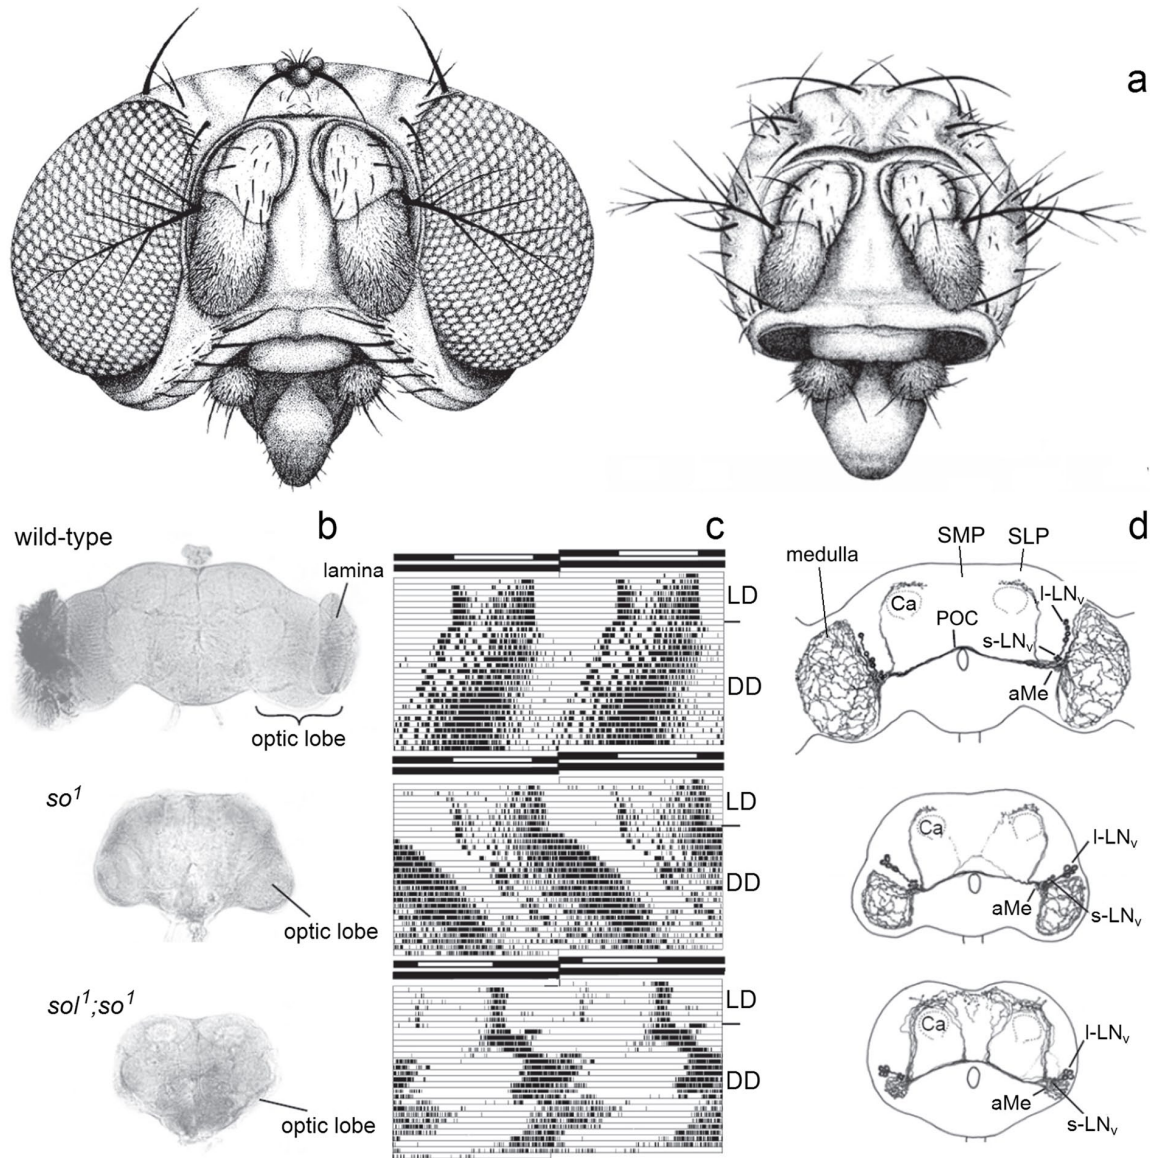 a
b
c
d
wild-type
lamina
optic lobe
LD
DD
medulla
SMP
SLP
Ca
POC
l-LNv
s-LNv
aMe
so1
optic lobe
LD
DD
Ca
l-LNv
aMe
s-LNv
sol1;so1
optic lobe
LD
DD
Ca
l-LNv
aMe
s-LNv